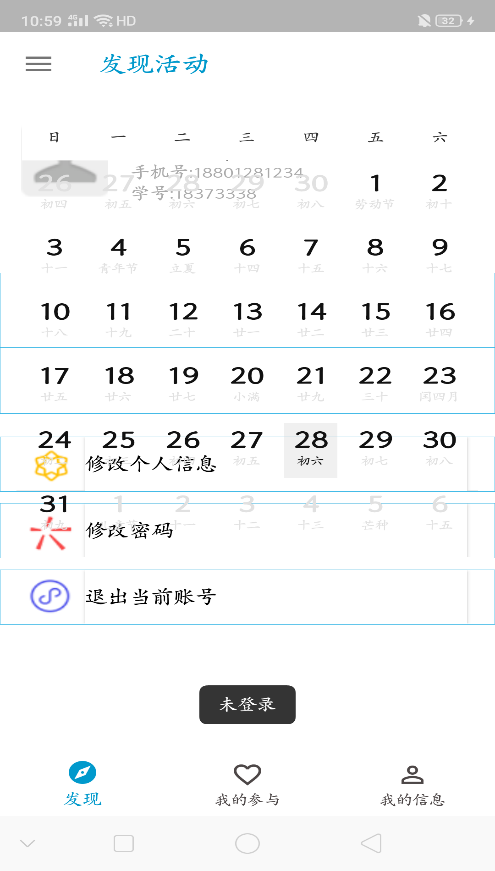 10:59 4G HD 32
发现活动
日 一 二 三 四 五 六
手机号:18801281234
26 27 28 29 30 1 2
学号:18373338
初四 初五 初六 初七 初八 劳动节 初十
3 4 5 6 7 8 9
十一 青年节 立夏 十四 十五 十六 十七
10 11 12 13 14 15 16
十八 十九 二十 廿一 廿二 廿三 廿四
17 18 19 20 21 22 23
廿五 廿六 廿七 小满 廿九 三十 闰四月
24 25 26 27 28 29 30
修改个人信息
初五 初六 初七 初八
31 1 2 3 4 5 6
初九 十一 十二 十三 芒种 十五
修改密码
退出当前账号
未登录
发现 我的参与 我的信息